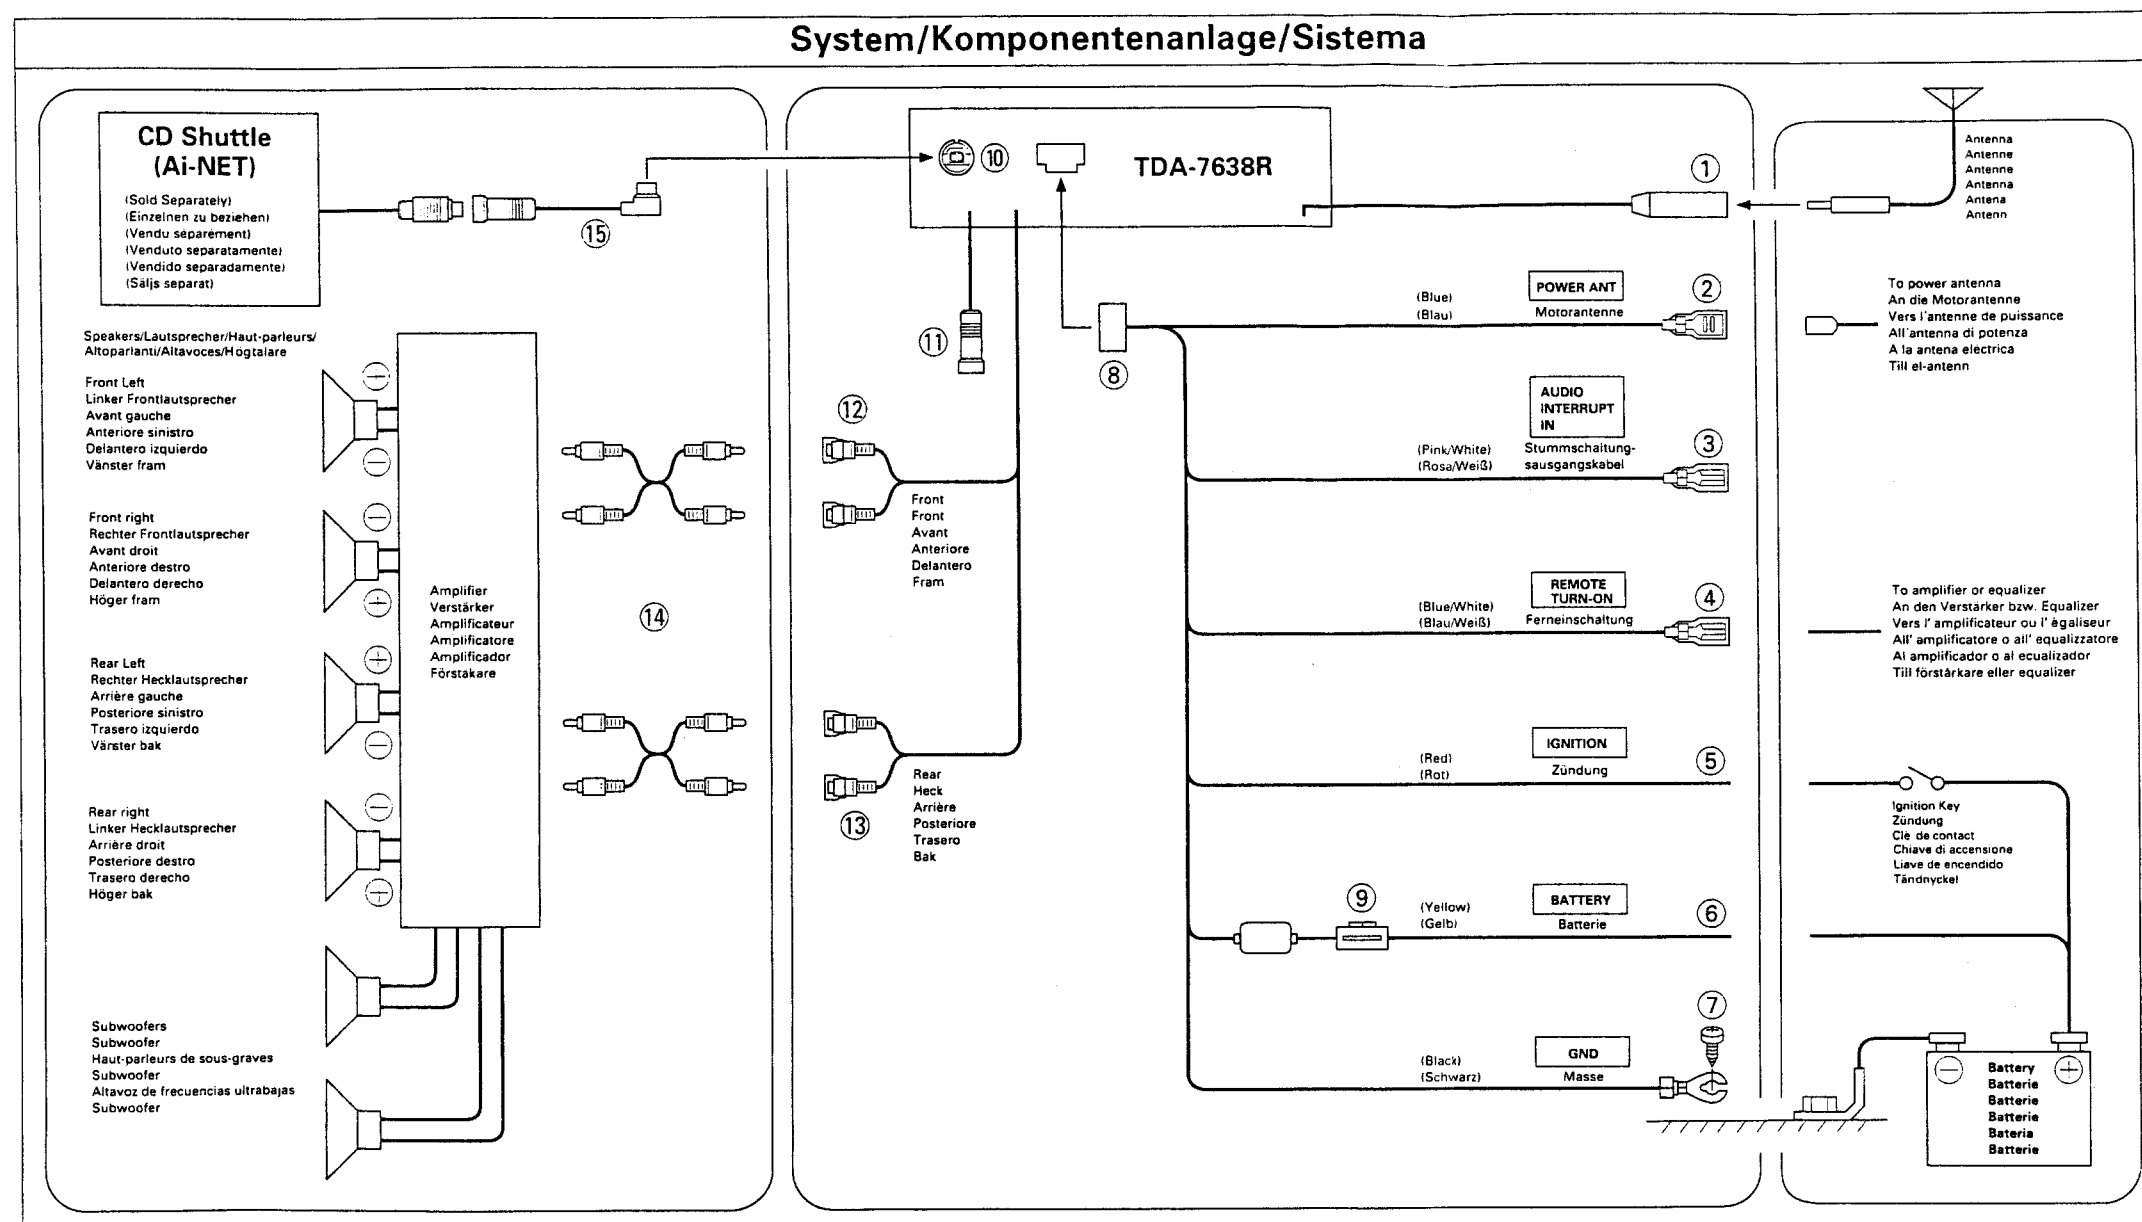 System/Komponentenanlage/Sistema
CD Shuttle
(Ai-NET)
(Sold Separately)
(Einzelnen zu beziehen)
(Vendu séparément)
(Venduto separatamente)
(Vendido separadamente)
(Säljs separat)
15
Speakers/Lautsprecher/Haut-parleurs/
Altoparlanti/Altavoces/Högtalare
Front Left
Linker Frontlautsprecher
Avant gauche
Anteriore sinistro
Delantero izquierdo
Vänster fram
+
−
Front right
Rechter Frontlautsprecher
Avant droit
Anteriore destro
Delantero derecho
Höger fram
−
+
Rear Left
Rechter Hecklautsprecher
Arrière gauche
Posteriore sinistro
Trasero izquierdo
Vänster bak
+
−
Rear right
Linker Hecklautsprecher
Arrière droit
Posteriore destro
Trasero derecho
Höger bak
−
+
Subwoofers
Subwoofer
Haut-parleurs de sous-graves
Subwoofer
Altavoz de frecuencias ultrabajas
Subwoofer
Amplifier
Verstärker
Amplificateur
Amplificatore
Amplificador
Förstakare
14
10
TDA-7638R
11
8
12
Front
Front
Avant
Anteriore
Delantero
Fram
13
Rear
Heck
Arrière
Posteriore
Trasero
Bak
1
(Blue)
(Blau)
POWER ANT
Motorantenne
2
(Pink/White)
(Rosa/Weiß)
AUDIO
INTERRUPT
IN
Stummschaltung-
sausgangskabel
3
(Blue/White)
(Blau/Weiß)
REMOTE
TURN-ON
Ferneinschaltung
4
(Red)
(Rot)
IGNITION
Zündung
5
9
(Yellow)
(Gelb)
BATTERY
Batterie
6
(Black)
(Schwarz)
GND
Masse
7
Antenna
Antenne
Antenne
Antenna
Antena
Antenn
To power antenna
An die Motorantenne
Vers l'antenne de puissance
All'antenna di potenza
A la antena eléctrica
Till el-antenn
To amplifier or equalizer
An den Verstärker bzw. Equalizer
Vers l' amplificateur ou l' égaliseur
All' amplificatore o all' equalizzatore
Al amplificador o al ecualizador
Till förstärkare eller equalizer
Ignition Key
Zündung
Clè de contact
Chiave di accensione
Llave de encendido
Tändnyckel
−
+
Battery
Batterie
Batterie
Batterie
Bateria
Batterie